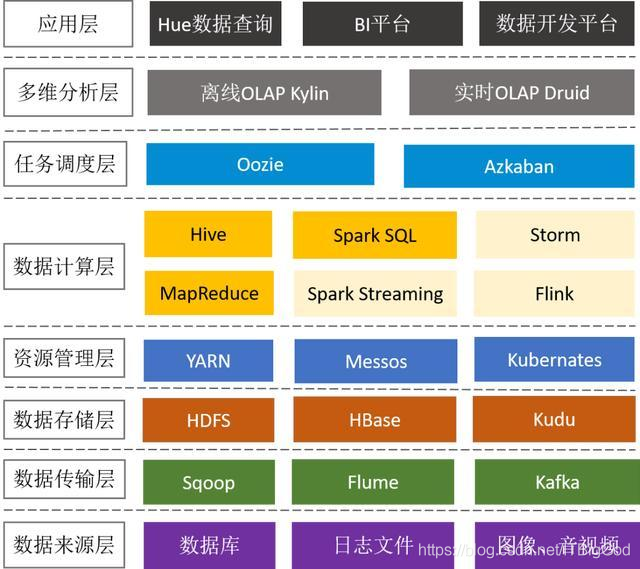 应用层 Hue数据查询 BI平台 数据开发平台
多维分析层 离线OLAP Kylin 实时OLAP Druid
任务调度层 Oozie Azkaban
Hive Spark SQL Storm
数据计算层
MapReduce Spark Streaming Flink
资源管理层 YARN Messos Kubernates
数据存储层 HDFS HBase Kudu
数据传输层 Sqoop Flume Kafka
数据来源层 数据库 日志文件 图像、音视频
https://blog.csdn.net/ITBigGod